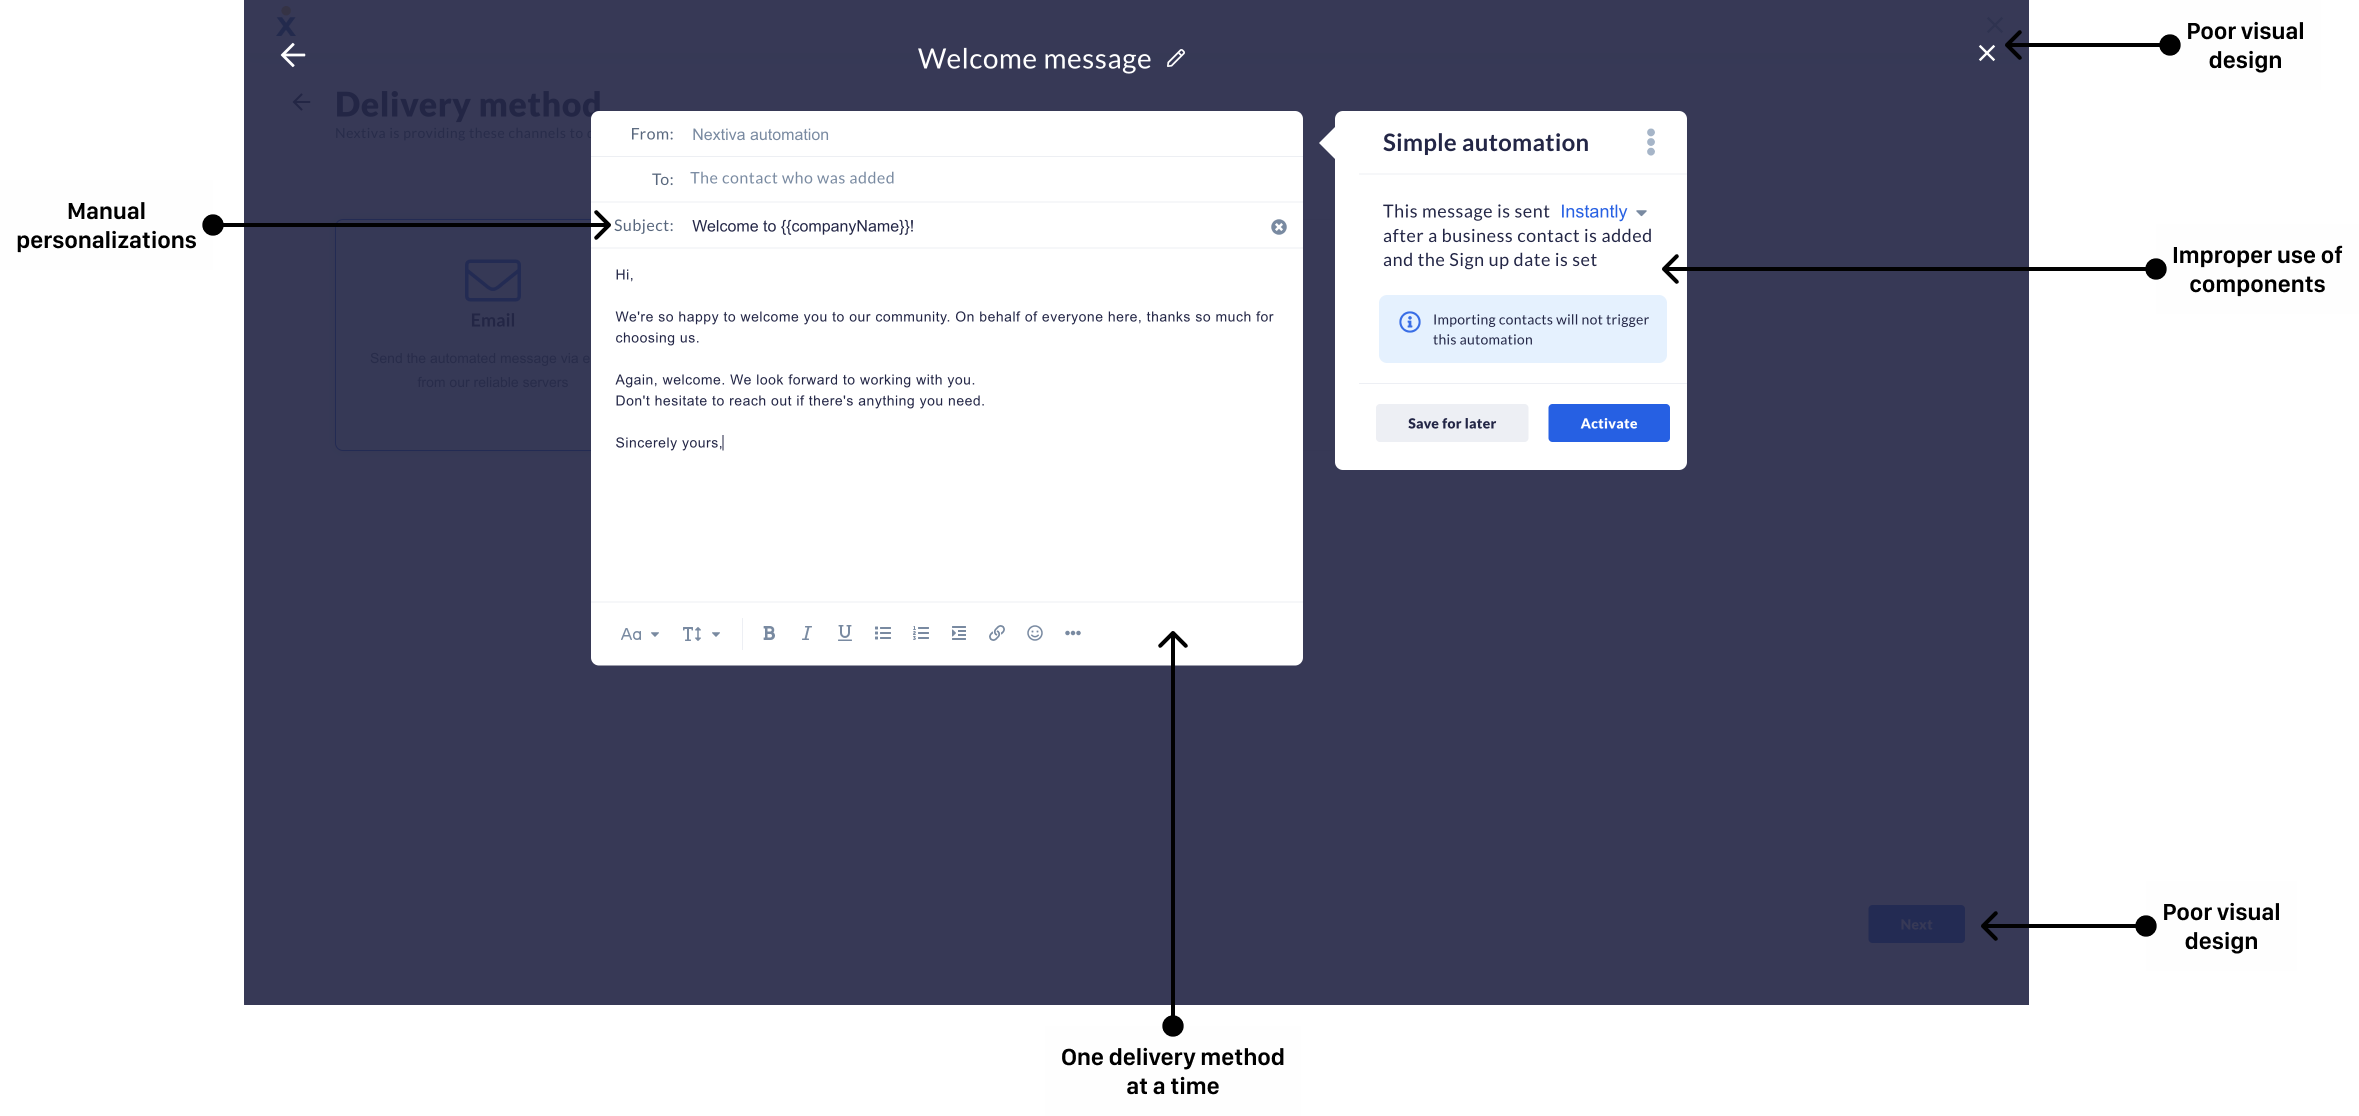 Poor visual
design
Welcome message
Delivery method
Nextiva is providing these channels to
From: Nextiva automation
To: The contact who was added
Subject: Welcome to {{companyName}}!
Manual
personalizations
Hi,
We're so happy to welcome you to our community. On behalf of everyone here, thanks so much for
choosing us.
Again, welcome. We look forward to working with you.
Don't hesitate to reach out if there's anything you need.
Sincerely yours,
Email
Send the automated message via e
from our reliable servers
Aa
B I U
Simple automation
This message is sent Instantly
after a business contact is added
and the Sign up date is set
Importing contacts will not trigger
this automation
Save for later
Activate
Improper use of
components
Next
Poor visual
design
One delivery method
at a time